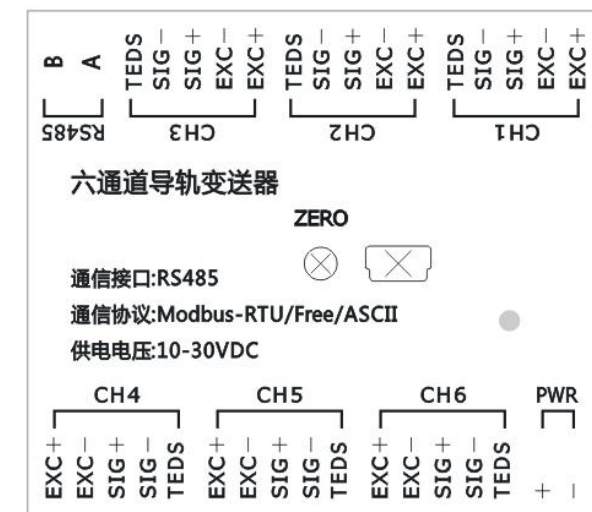 B A TEDS SIG- SIG+ EXC- EXC+ TEDS SIG- SIG+ EXC- EXC+ TEDS SIG- SIG+ EXC- EXC+
RS485 CH3 CH2 CH1
六通道导轨变送器
ZERO
通信接口:RS485
通信协议:Modbus-RTU/Free/ASCII
供电电压:10-30VDC
CH4 CH5 CH6 PWR
EXC+ EXC- SIG+ SIG- TEDS EXC+ EXC- SIG+ SIG- TEDS EXC+ EXC- SIG+ SIG- TEDS + -